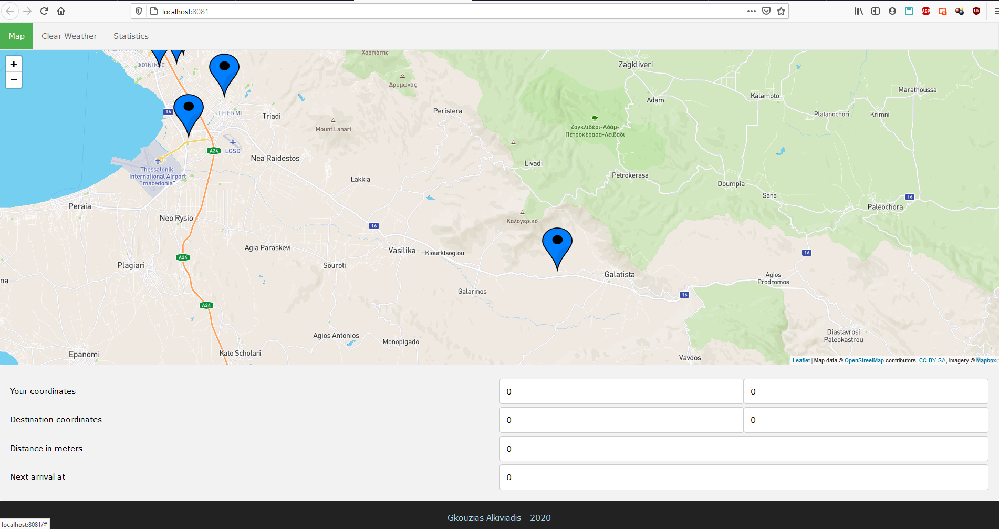 localhost:8081
ABP
Map
Clear Weather
Statistics
+
−
ΦΟΊΝΙΚΑΣ
Χορτιάτης
Zagkliveri
Δρυμώνας
Adam
Kalamoto
Marathoussa
16
THERMI
Triadi
Peristera
Platanochori
Krimni
Mount Lanari
Ζαγκλιβέρι-Αδάμ-
Πετροκέρασα-Λειβάδι
A24
LGSD
Nea Raidestos
Livadi
Thessaloniki
International Airport
"macedonia"
Lakkia
Petrokerasa
Doumpia
Sana
16
Peraia
Paleochora
Neo Rysio
Καλογερικό
16
Agia Paraskevi
Vasilika
Kiourktsoglou
16
A24
Plagiari
Souroti
Galatista
Agios
Prodromos
na
Galarinos
16
A24
Agios Antonios
Monopigado
Diastavrosi
Paleokastrou
Epanomi
Kato Scholari
Vavdos
Leaflet | Map data © OpenStreetMap contributors, CC-BY-SA, Imagery © Mapbox
Your coordinates
0
0
Destination coordinates
0
0
Distance in meters
0
Next arrival at
0
Gkouzias Alkiviadis - 2020
localhost:8081/#